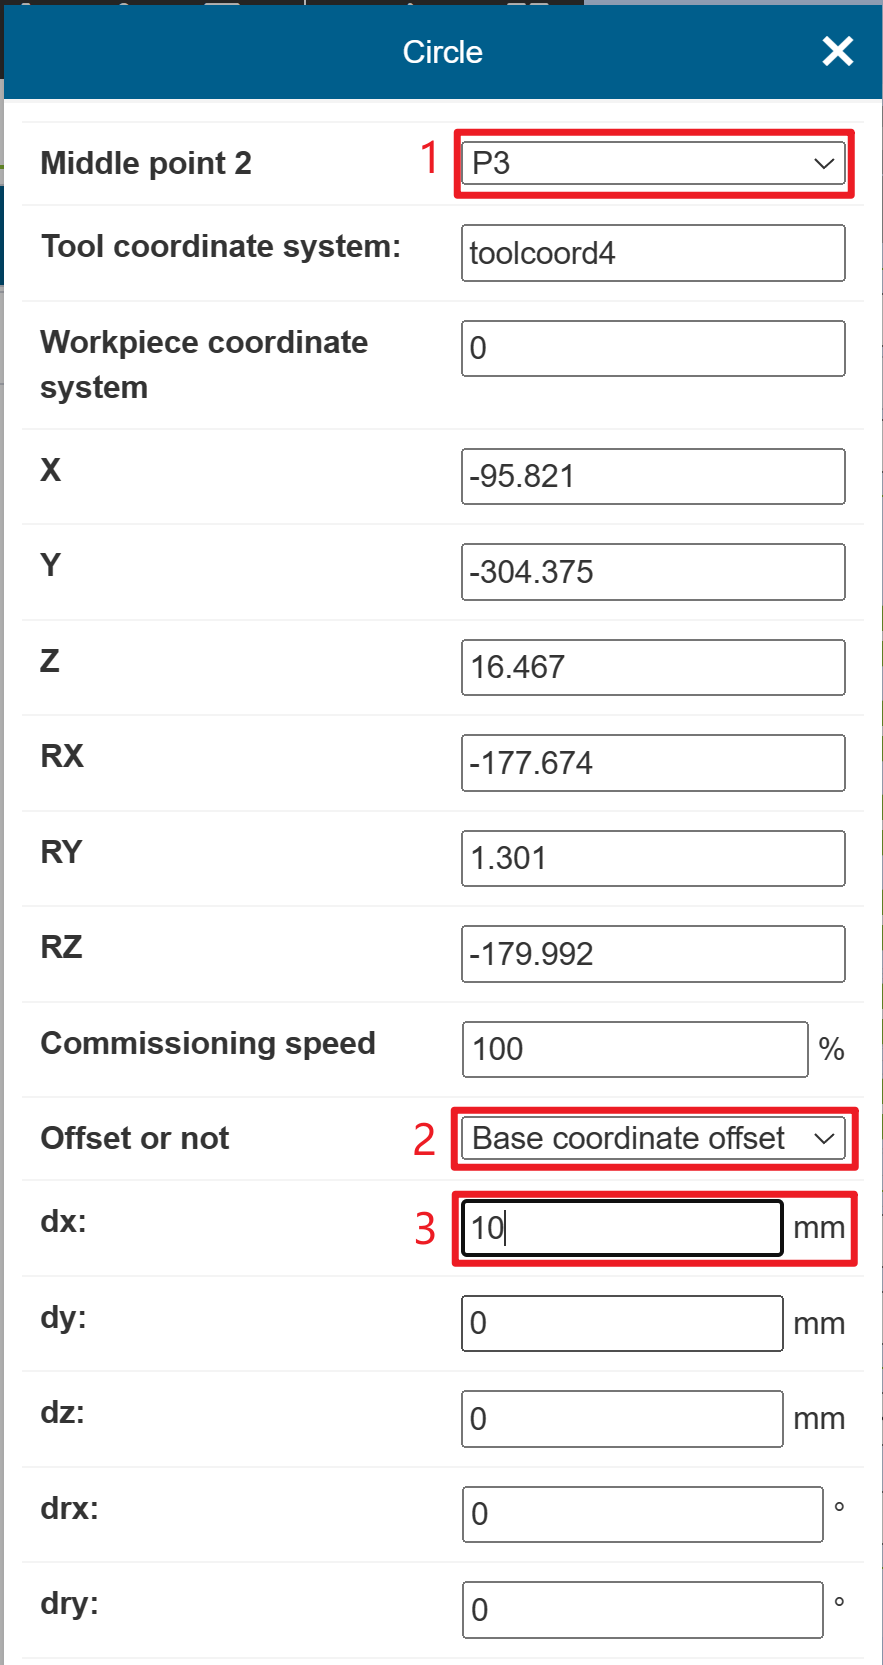 Circle
Middle point 2 1 P3
Tool coordinate system: toolcoord4
Workpiece coordinate
system 0
X -95.821
Y -304.375
Z 16.467
RX -177.674
RY 1.301
RZ -179.992
Commissioning speed 100 %
Offset or not 2 Base coordinate offset
dx: 3 10 mm
dy: 0 mm
dz: 0 mm
drx: 0 °
dry: 0 °